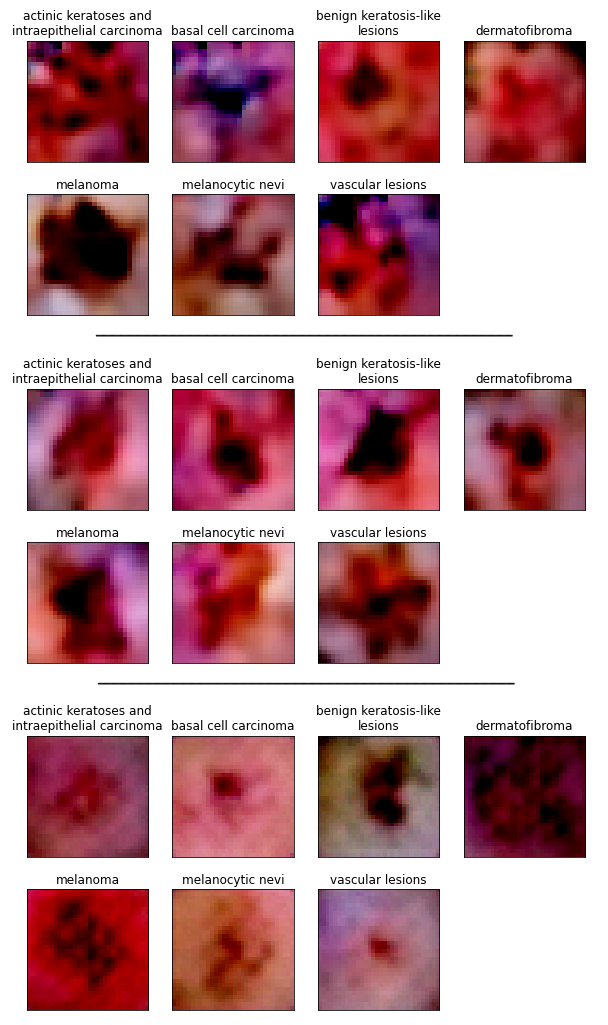 actinic keratoses and
intraepithelial carcinoma
basal cell carcinoma
benign keratosis-like
lesions
dermatofibroma
melanoma
melanocytic nevi
vascular lesions
actinic keratoses and
intraepithelial carcinoma
basal cell carcinoma
benign keratosis-like
lesions
dermatofibroma
melanoma
melanocytic nevi
vascular lesions
actinic keratoses and
intraepithelial carcinoma
basal cell carcinoma
benign keratosis-like
lesions
dermatofibroma
melanoma
melanocytic nevi
vascular lesions